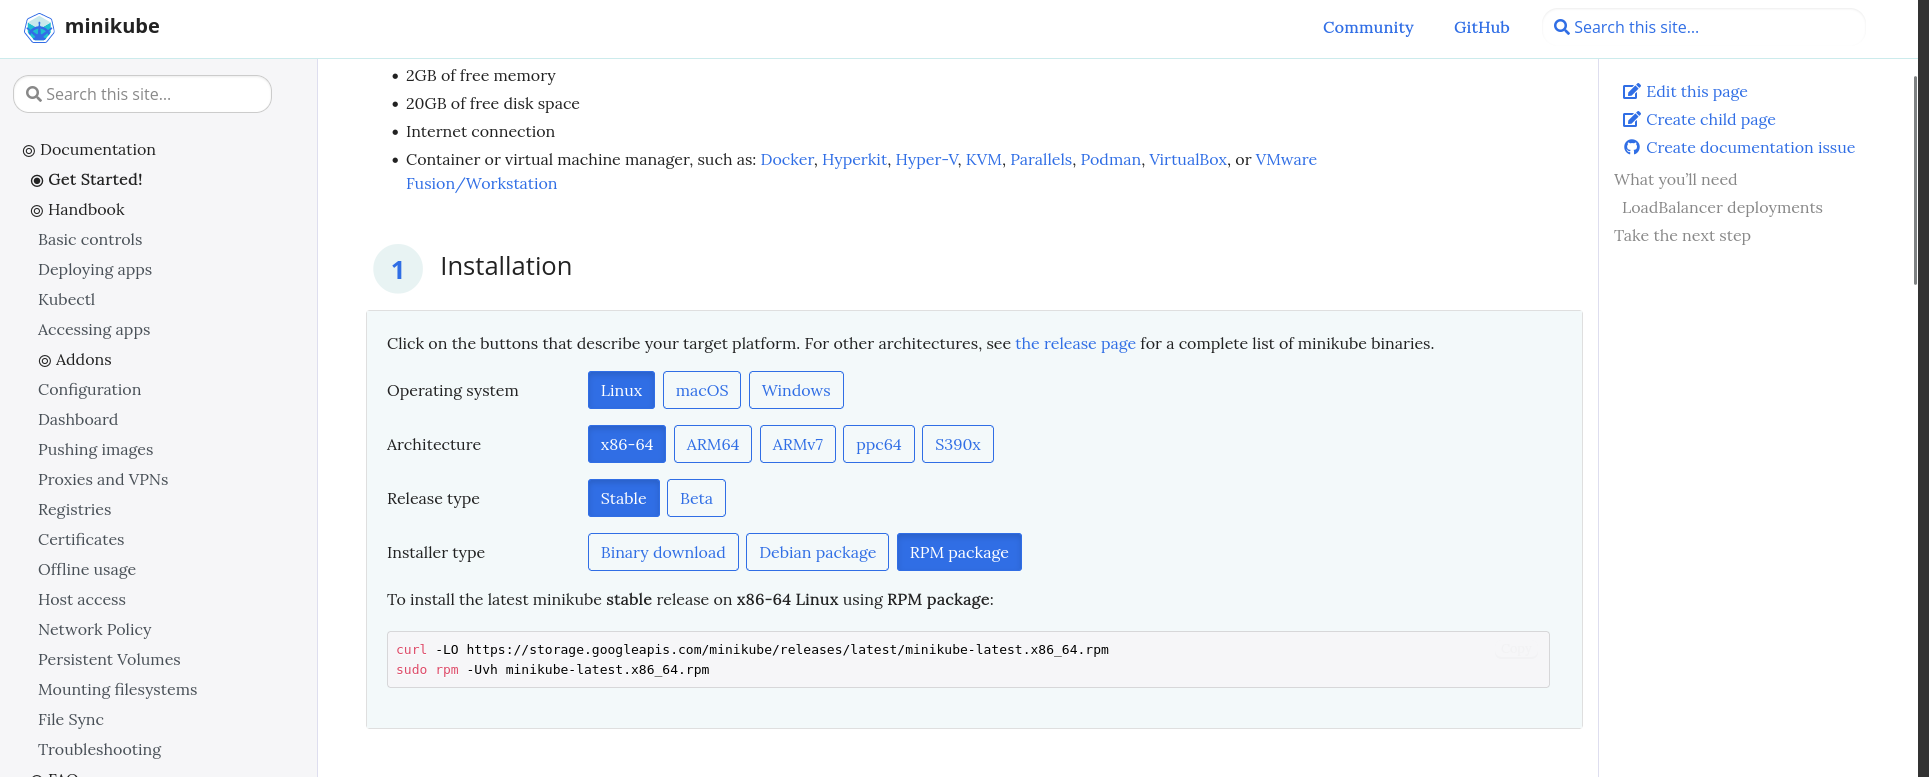 minikube
Community
GitHub
Search this site...
Search this site...
Documentation
Get Started!
Handbook
Basic controls
Deploying apps
Kubectl
Accessing apps
Addons
Configuration
Dashboard
Pushing images
Proxies and VPNs
Registries
Certificates
Offline usage
Host access
Network Policy
Persistent Volumes
Mounting filesystems
File Sync
Troubleshooting
FAQ
• 2GB of free memory
• 20GB of free disk space
• Internet connection
• Container or virtual machine manager, such as: Docker, Hyperkit, Hyper-V, KVM, Parallels, Podman, VirtualBox, or VMware
Fusion/Workstation
1 Installation
Click on the buttons that describe your target platform. For other architectures, see the release page for a complete list of minikube binaries.
Operating system Linux macOS Windows
Architecture x86-64 ARM64 ARMv7 ppc64 S390x
Release type Stable Beta
Installer type Binary download Debian package RPM package
To install the latest minikube stable release on x86-64 Linux using RPM package:
curl -LO https://storage.googleapis.com/minikube/releases/latest/minikube-latest.x86_64.rpm
sudo rpm -Uvh minikube-latest.x86_64.rpm
Edit this page
Create child page
Create documentation issue
What you’ll need
LoadBalancer deployments
Take the next step